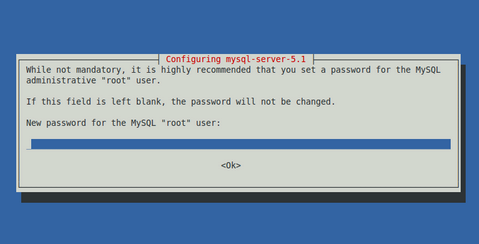 Configuring mysql-server-5.1
While not mandatory, it is highly recommended that you set a password for the MySQL
administrative "root" user.
If this field is left blank, the password will not be changed.
New password for the MySQL "root" user:
<Ok>